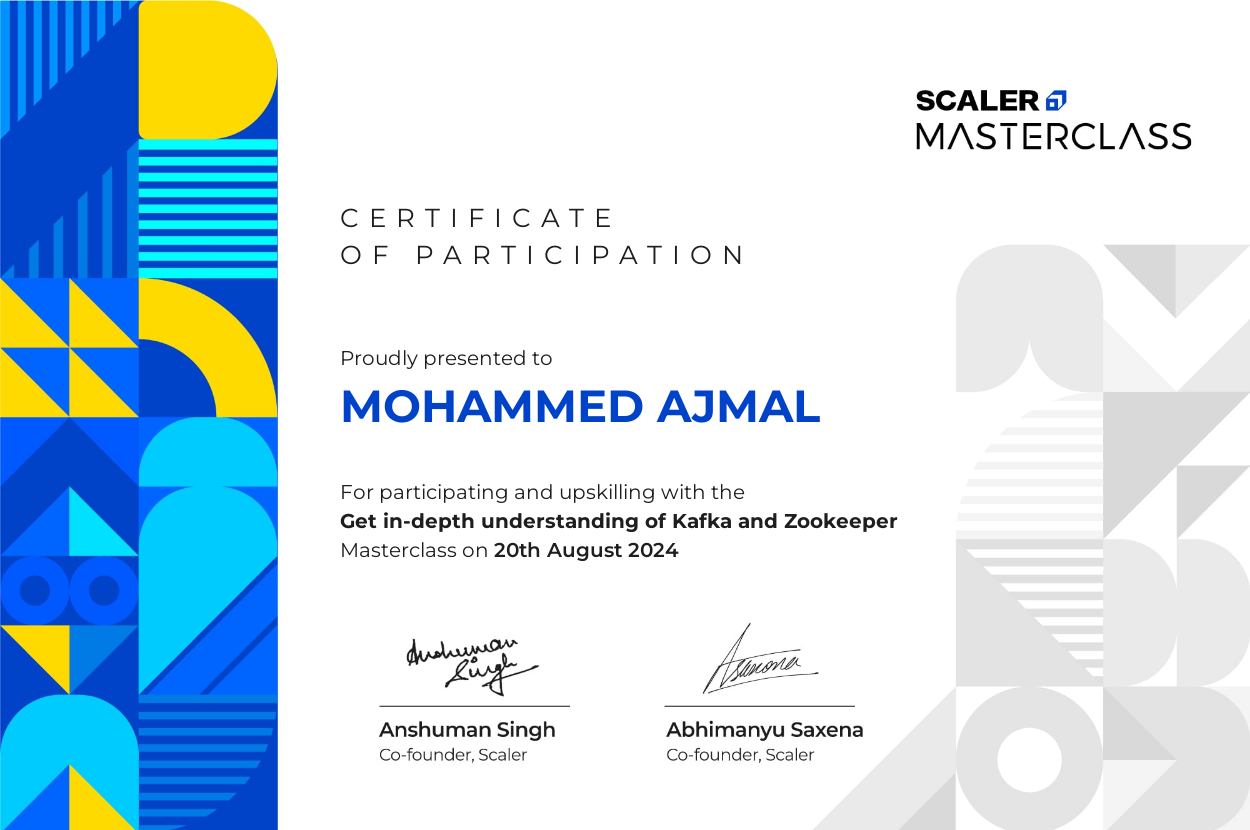 SCALER
MASTERCLASS
CERTIFICATE
OF PARTICIPATION
Proudly presented to
MOHAMMED AJMAL
For participating and upskilling with the
Get in-depth understanding of Kafka and Zookeeper
Masterclass on 20th August 2024
Anshuman Singh
Asaxena
Anshuman Singh
Abhimanyu Saxena
Co-founder, Scaler
Co-founder, Scaler